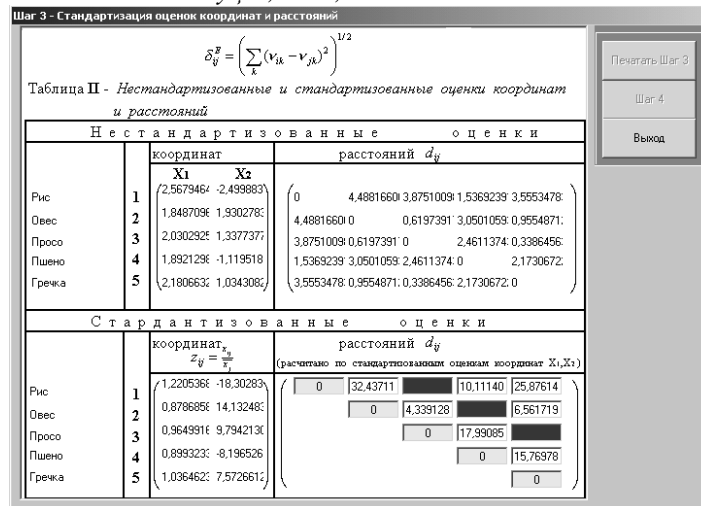 Шаг 3 - Стандартизация оценок координат и расстояний
δ_ij^E = ( ∑_k (v_ik − v_jk)² )^1/2
Таблица II - Нестандартизованные и стандартизованные оценки координат
и расстояний
Нестандартизованные оценки
координат расстояний d_ij
X1 X2
Рис 1 2,5679464 -2,499883 0 4,4881660 3,8751009 1,5369239 3,5553478
Овес 2 1,8487098 1,9302783 4,4881660 0 0,6197391 3,0501059 0,9554871
Просо 3 2,0302925 1,3377377 3,8751009 0,6197391 0 2,4611374 0,3386456
Пшено 4 1,8921298 -1,119518 1,5369239 3,0501059 2,4611374 0 2,1730672
Гречка 5 2,1806632 1,0343082 3,5553478 0,9554871 0,3386456 2,1730672 0
Стардантизованные оценки
координат расстояний d_ij
z_ij = x_ij / x_j (расчитано по стандартизованным оценкам координат X1,X2)
Рис 1 1,2205368 -18,30283 0 32,43711 10,11140 25,87614
Овес 2 0,8786858 14,132483 0 4,339128 6,561719
Просо 3 0,9649916 9,7942130 0 17,99085
Пшено 4 0,8993233 -8,196526 0 15,76978
Гречка 5 1,0364623 7,5726612 0
Печатать Шаг 3
Шаг 4
Выход